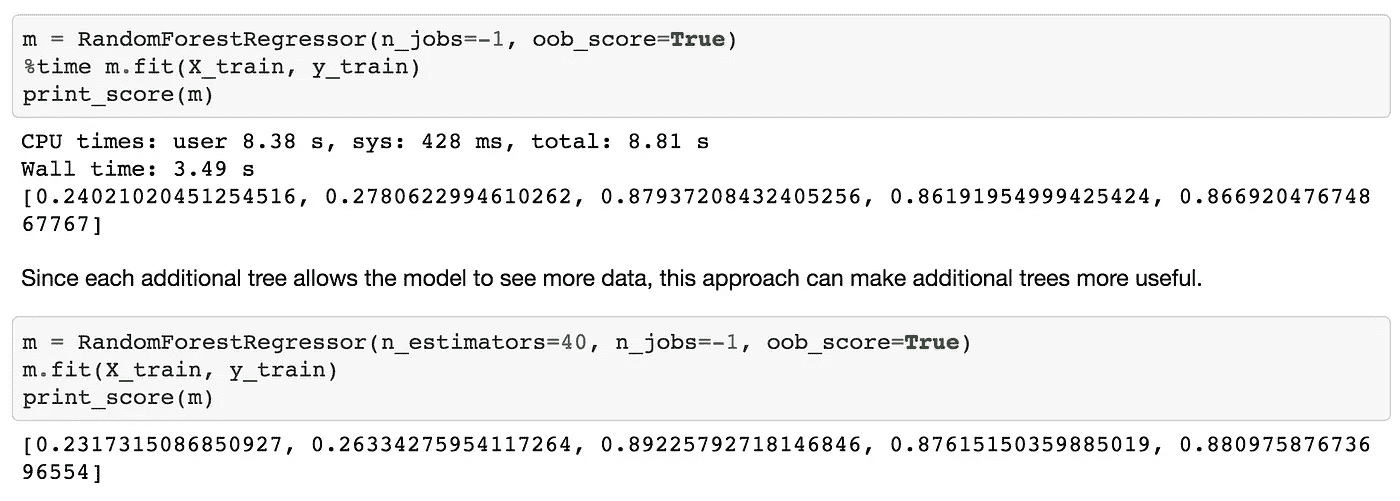 m = RandomForestRegressor(n_jobs=-1, oob_score=True)
%time m.fit(X_train, y_train)
print_score(m)
CPU times: user 8.38 s, sys: 428 ms, total: 8.81 s
Wall time: 3.49 s
[0.24021020451254516, 0.2780622994610262, 0.87937208432405256, 0.86191954999425424, 0.866920476748
67767]
Since each additional tree allows the model to see more data, this approach can make additional trees more useful.
m = RandomForestRegressor(n_estimators=40, n_jobs=-1, oob_score=True)
m.fit(X_train, y_train)
print_score(m)
[0.2317315086850927, 0.26334275954117264, 0.89225792718146846, 0.87615150359885019, 0.880975876736
96554]